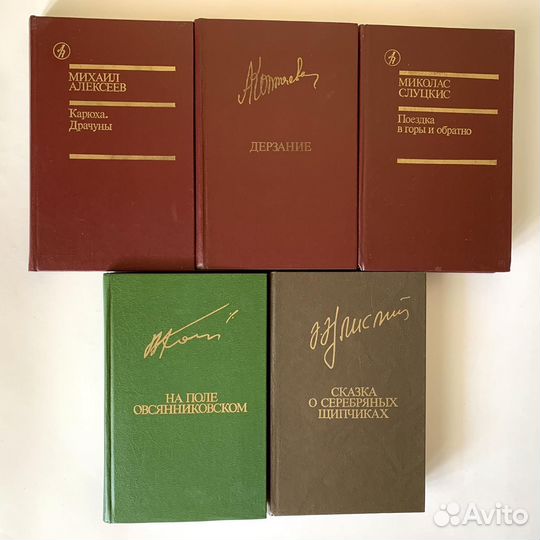 МИХАИЛ
АЛЕКСЕЕВ
Карюха.
Драчуны
ДЕРЗАНИЕ
МИКОЛАС
СЛУЦКИС
Поездка
в горы и обратно
НА ПОЛЕ
ОВСЯННИКОВСКОМ
СКАЗКА
О СЕРЕБРЯНЫХ
ЩИПЧИКАХ
Avito